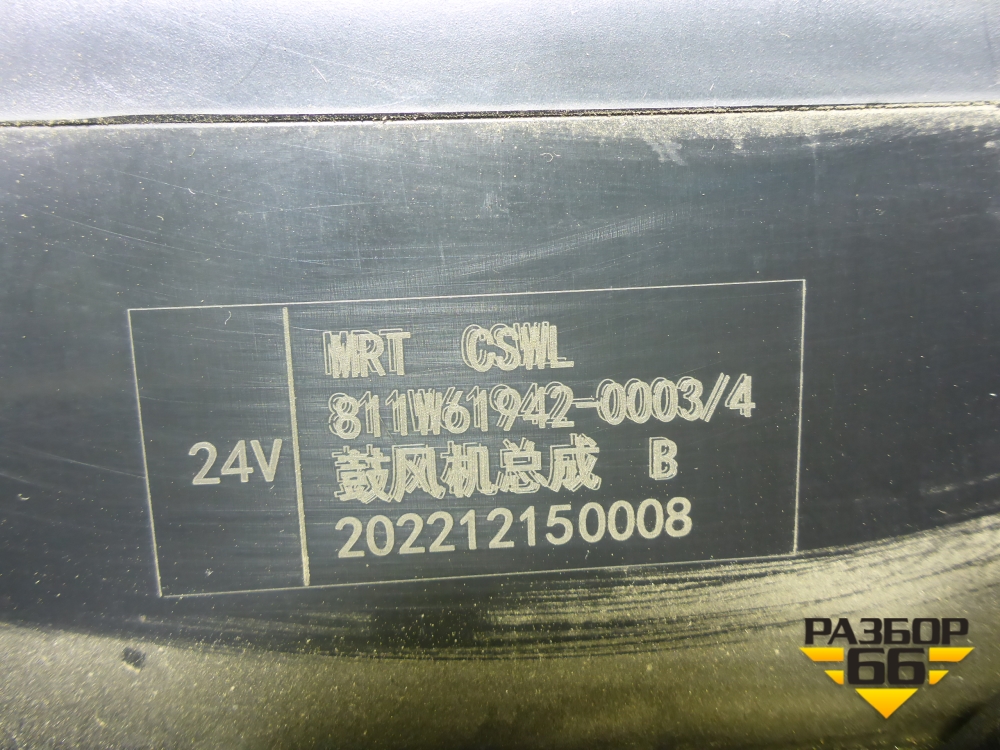 24V
MRT CSWL
811W61942-0003/4
鼓风机总成 B
202212150008
РАЗБОР
66